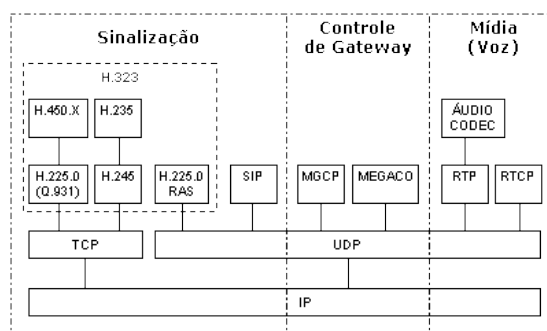 Sinalização
Controle
de Gateway
Mídia
(Voz)
H.323
H.450.X
H.235
ÁUDIO
CODEC
H.225.0
(Q.931)
H.245
H.225.0
RAS
SIP
MGCP
MEGACO
RTP
RTCP
TCP
UDP
IP